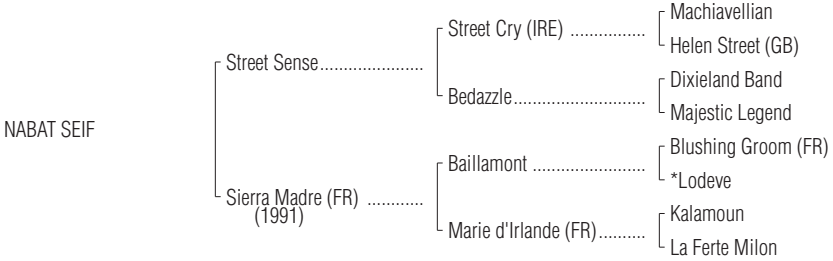 Machiavellian
Street Cry (IRE) ................
Helen Street (GB)
Street Sense......................
Dixieland Band
Bedazzle............................
Majestic Legend
NABAT SEIF
Blushing Groom (FR)
Baillamont ........................
*Lodeve
Sierra Madre (FR) ............
(1991)
Kalamoun
Marie d'Irlande (FR)..........
La Ferte Milon